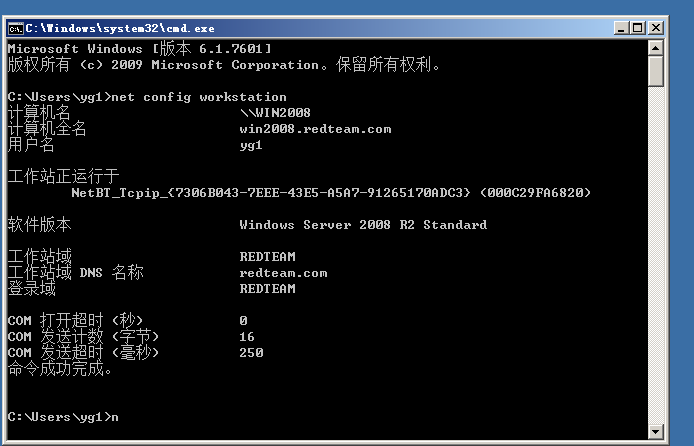 C:\Windows\system32\cmd.exe
Microsoft Windows [版本 6.1.7601]
版权所有 (c) 2009 Microsoft Corporation。保留所有权利。
C:\Users\yg1>net config workstation
计算机名 \\WIN2008
计算机全名 win2008.redteam.com
用户名 yg1
工作站正运行于
NetBT_Tcpip_{7306B043-7EEE-43E5-A5A7-91265170ADC3} (000C29FA6820)
软件版本 Windows Server 2008 R2 Standard
工作站域 REDTEAM
工作站域 DNS 名称 redteam.com
登录域 REDTEAM
COM 打开超时 (秒) 0
COM 发送计数 (字节) 16
COM 发送超时 (毫秒) 250
命令成功完成。
C:\Users\yg1>n